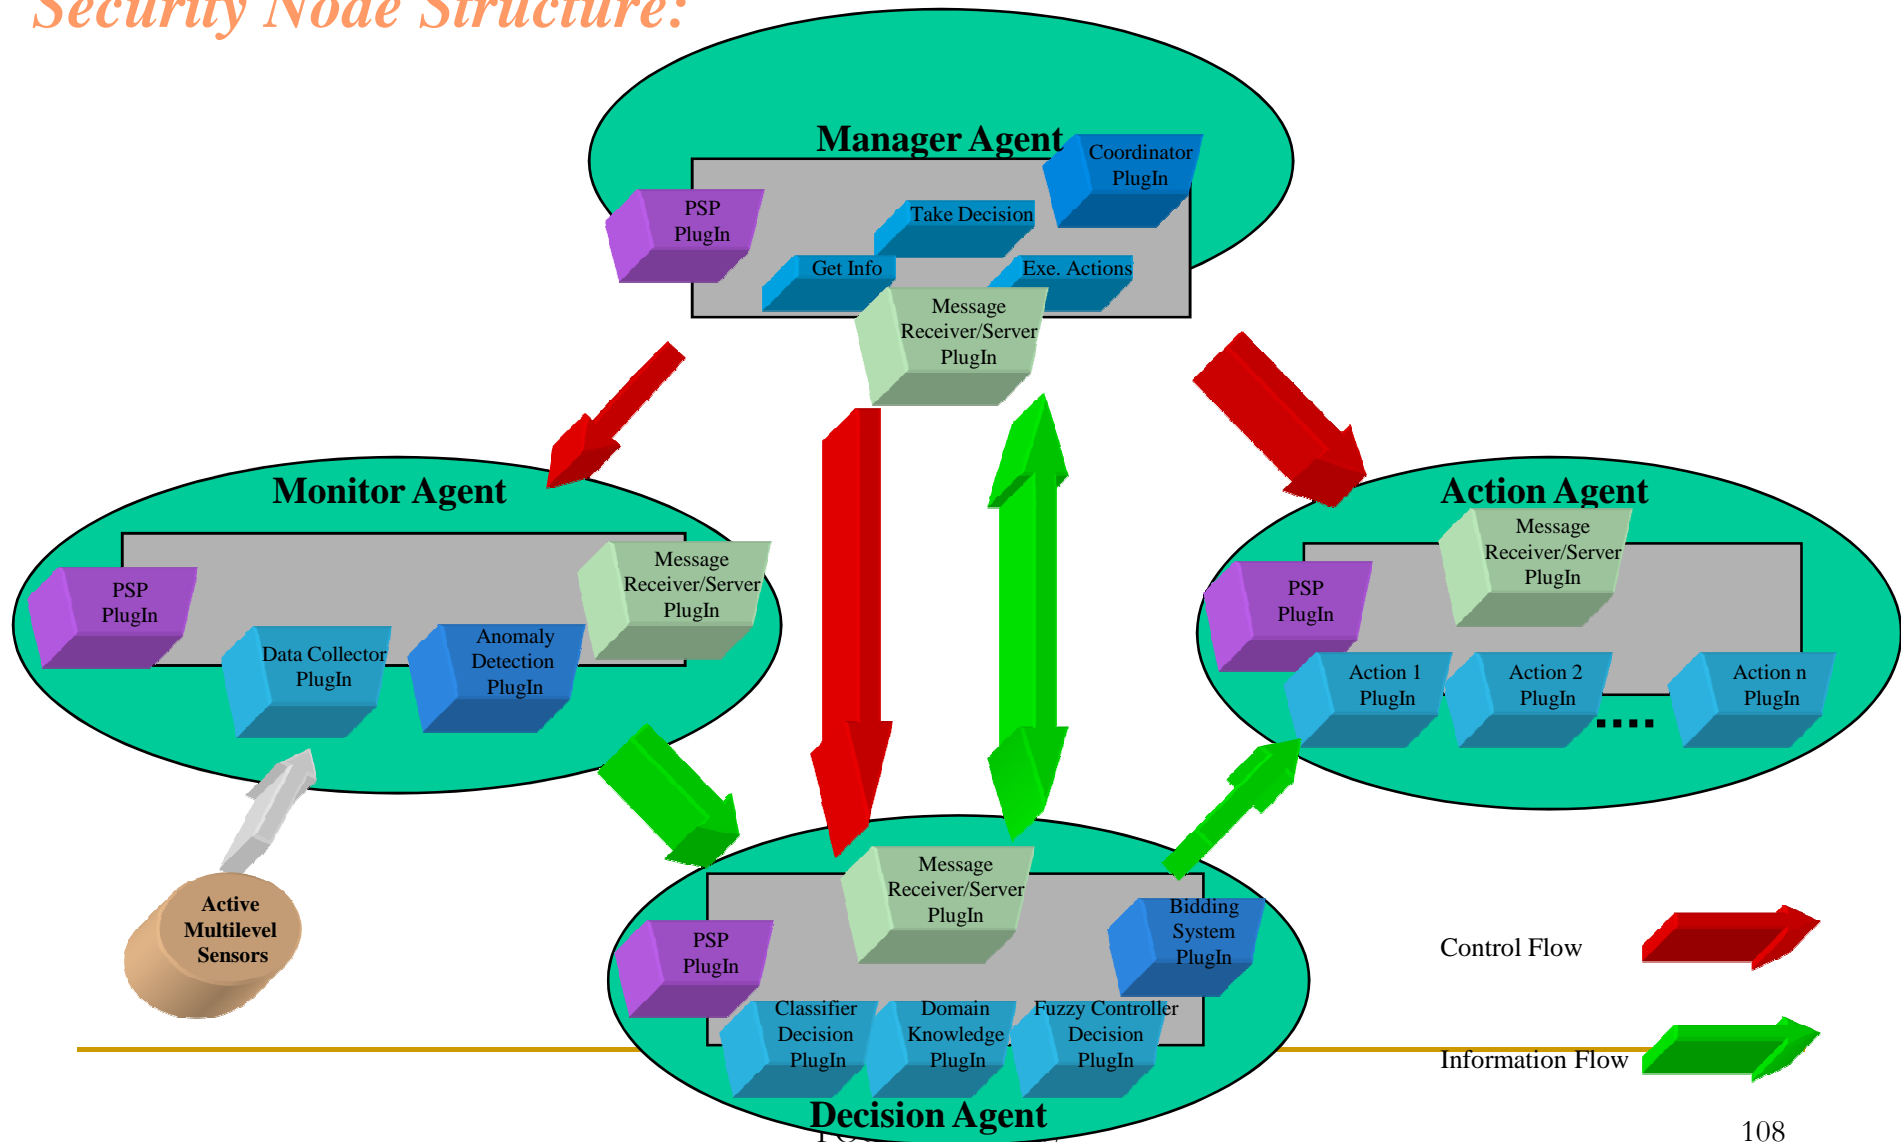 Security Node Structure:
Manager Agent
Coordinator
PlugIn
PSP
PlugIn
Take Decision
Get Info
Exe. Actions
Message
Receiver/Server
PlugIn
Monitor Agent
PSP
PlugIn
Data Collector
PlugIn
Anomaly
Detection
PlugIn
Message
Receiver/Server
PlugIn
Action Agent
Message
Receiver/Server
PlugIn
PSP
PlugIn
Action 1
PlugIn
Action 2
PlugIn
....
Action n
PlugIn
Active
Multilevel
Sensors
Message
Receiver/Server
PlugIn
Bidding
System
PlugIn
PSP
PlugIn
Classifier
Decision
PlugIn
Domain
Knowledge
PlugIn
Fuzzy Controller
Decision
PlugIn
Decision Agent
Control Flow
Information Flow
108